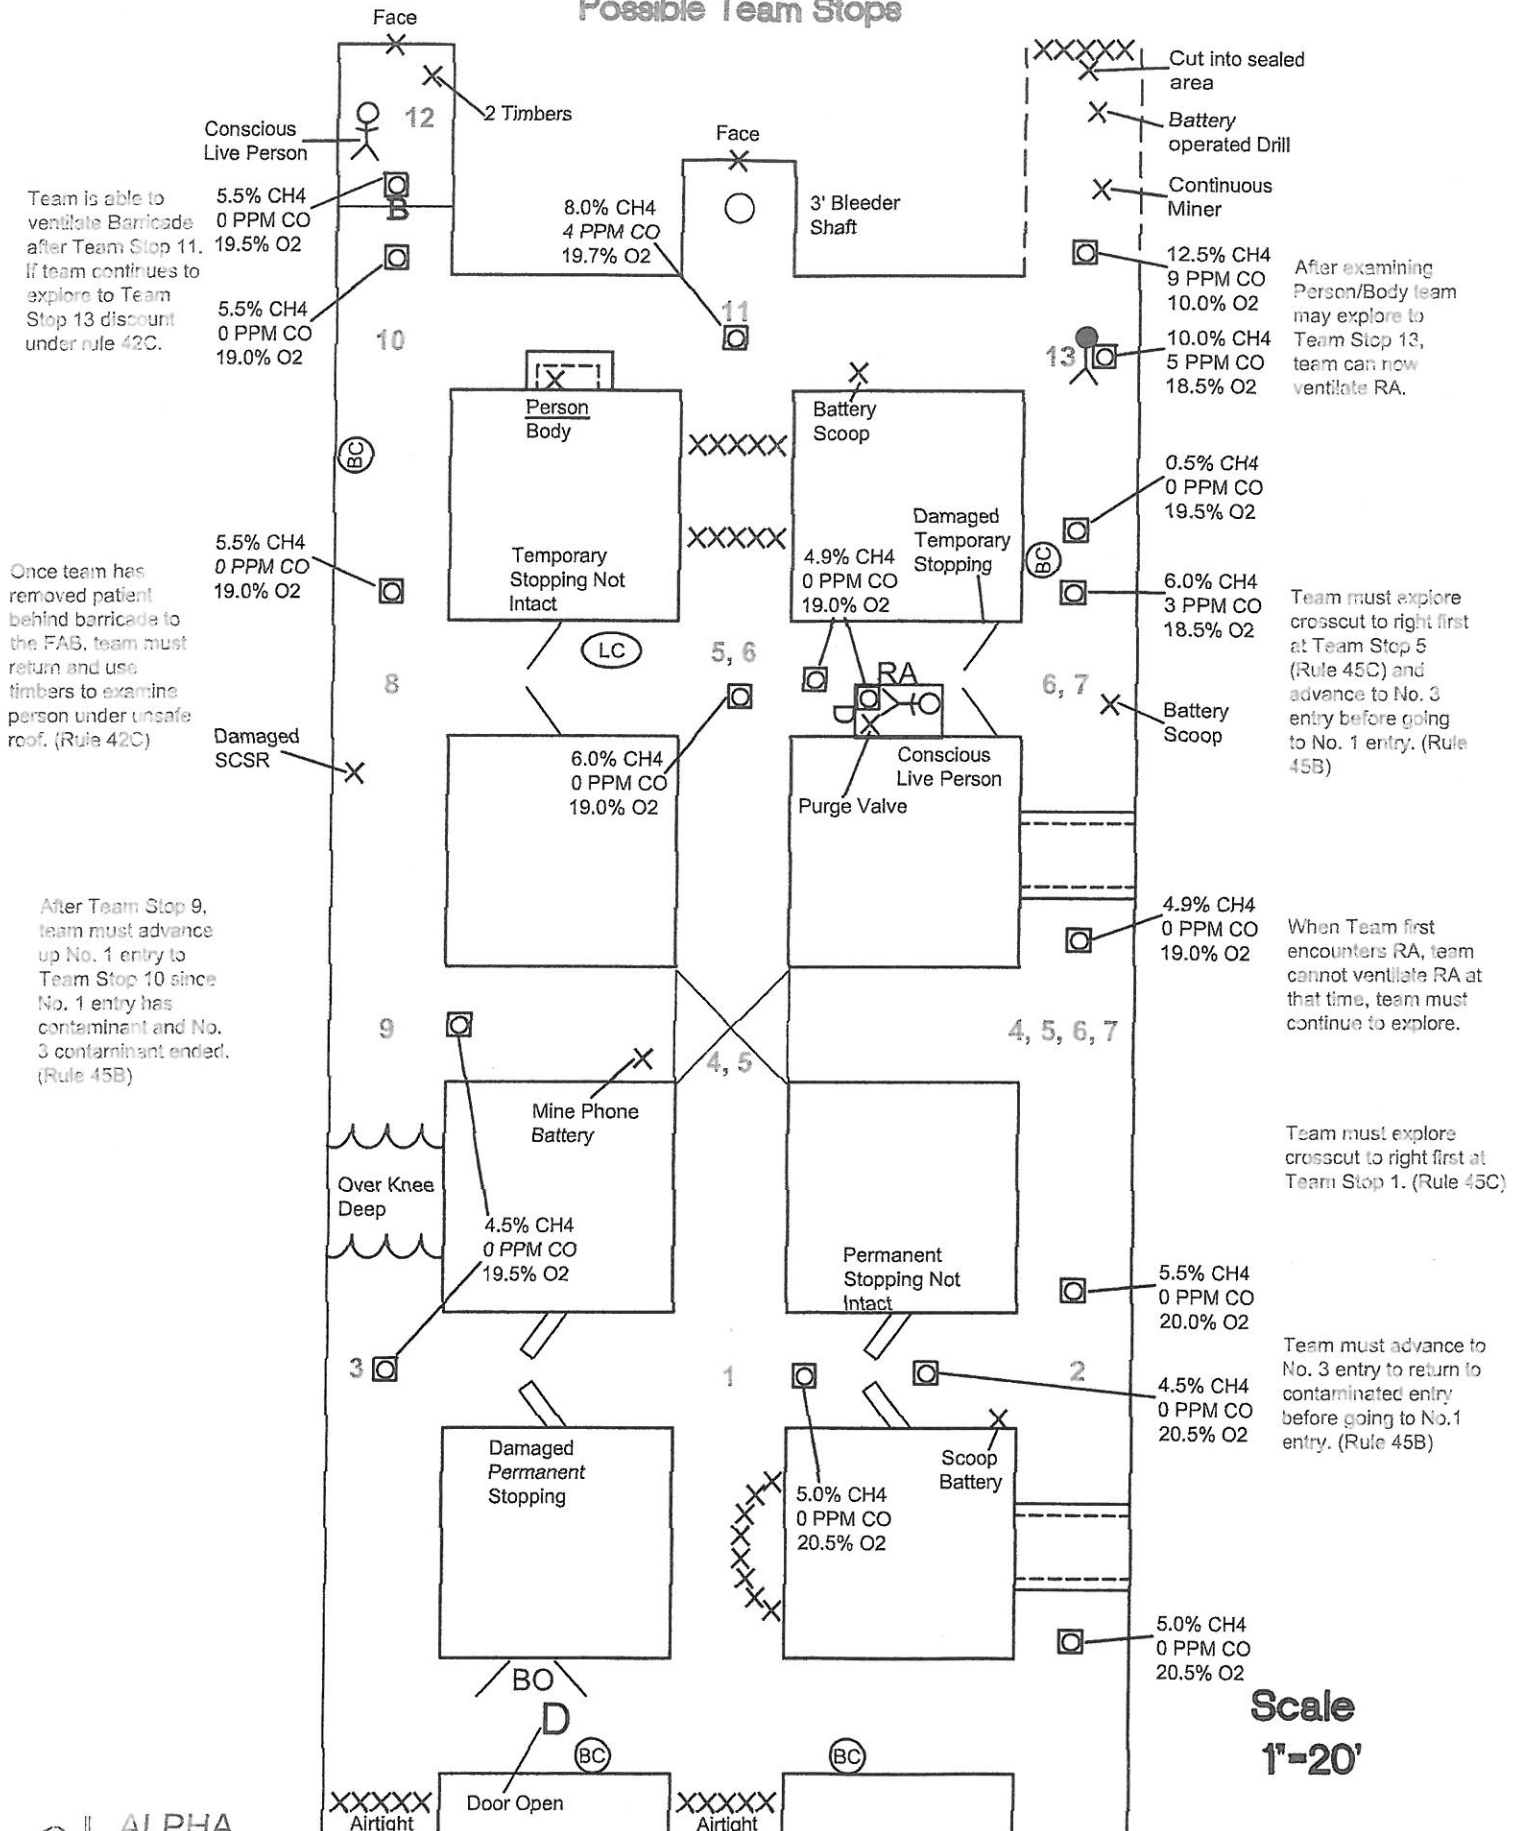 Possible Team Stops
Face
2 Timbers
12
Conscious
Live Person
B
Team is able to
ventilate Barricade
after Team Stop 11.
If team continues to
explore to Team
Stop 13 discount
under rule 42C.
5.5% CH4
0 PPM CO
19.5% O2
5.5% CH4
0 PPM CO
19.0% O2
10
8.0% CH4
4 PPM CO
19.7% O2
Face
3' Bleeder
Shaft
11
Cut into sealed
area
Battery
operated Drill
Continuous
Miner
12.5% CH4
9 PPM CO
10.0% O2
13
10.0% CH4
5 PPM CO
18.5% O2
After examining
Person/Body team
may explore to
Team Stop 13,
team can now
ventilate RA.
Person
Body
Battery
Scoop
BC
0.5% CH4
0 PPM CO
19.5% O2
5.5% CH4
0 PPM CO
19.0% O2
Temporary
Stopping Not
Intact
Damaged
Temporary
Stopping
4.9% CH4
0 PPM CO
19.0% O2
BC
6.0% CH4
3 PPM CO
18.5% O2
Once team has
removed patient
behind barricade to
the FAB, team must
return and use
timbers to examine
person under unsafe
roof. (Rule 42C)
Team must explore
crosscut to right first
at Team Stop 5
(Rule 45C) and
advance to No. 3
entry before going
to No. 1 entry. (Rule
45B)
8
LC
5, 6
RA
D
6, 7
Battery
Scoop
Damaged
SCSR
6.0% CH4
0 PPM CO
19.0% O2
Conscious
Live Person
Purge Valve
After Team Stop 9,
team must advance
up No. 1 entry to
Team Stop 10 since
No. 1 entry has
contaminant and No.
3 contaminant ended.
(Rule 45B)
4.9% CH4
0 PPM CO
19.0% O2
When Team first
encounters RA, team
cannot ventilate RA at
that time, team must
continue to explore.
9
4, 5
4, 5, 6, 7
Mine Phone
Battery
Team must explore
crosscut to right first at
Team Stop 1. (Rule 45C)
Over Knee
Deep
4.5% CH4
0 PPM CO
19.5% O2
Permanent
Stopping Not
Intact
5.5% CH4
0 PPM CO
20.0% O2
3
1
2
4.5% CH4
0 PPM CO
20.5% O2
Team must advance to
No. 3 entry to return to
contaminated entry
before going to No.1
entry. (Rule 45B)
Damaged
Permanent
Stopping
Scoop
Battery
5.0% CH4
0 PPM CO
20.5% O2
5.0% CH4
0 PPM CO
20.5% O2
BO
D
Scale
1"-20'
BC
BC
Door Open
Airtight
Airtight
ALPHA